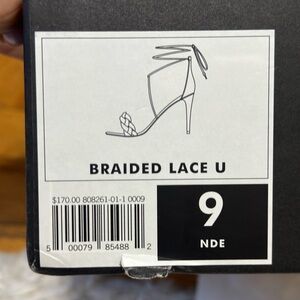 BRAIDED LACE U
$170.00 808261-01-1 0009
5 00079 85488 2
9
NDE